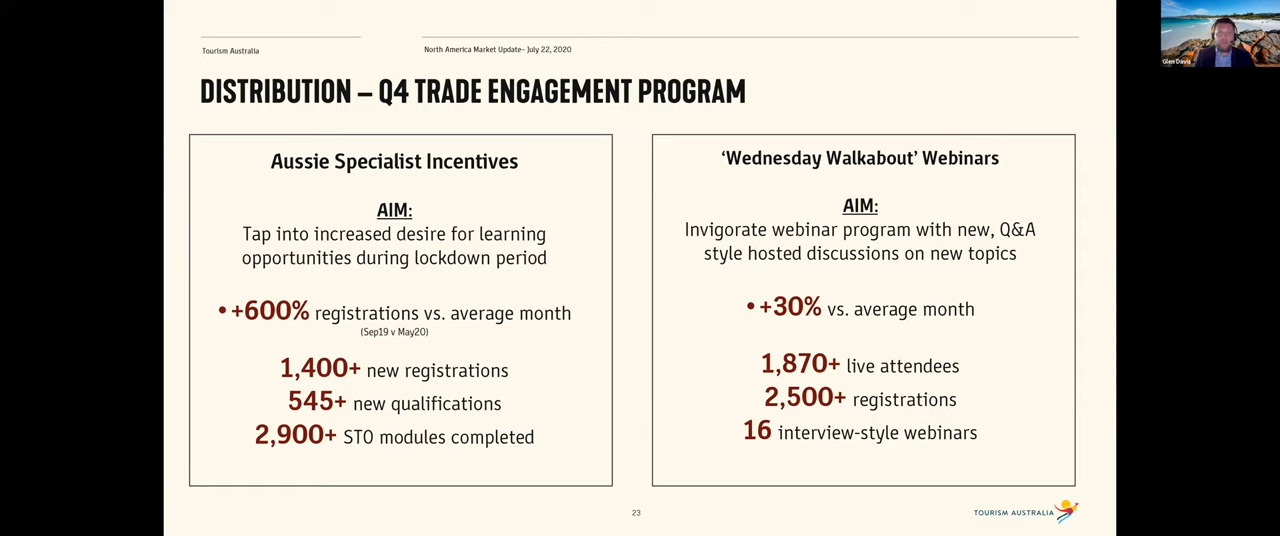 Tourism Australia
North America Market Update– July 22, 2020
DISTRIBUTION – Q4 TRADE ENGAGEMENT PROGRAM
Aussie Specialist Incentives
AIM:
Tap into increased desire for learning
opportunities during lockdown period
• +600% registrations vs. average month
(Sep19 v May20)
1,400+ new registrations
545+ new qualifications
2,900+ STO modules completed
‘Wednesday Walkabout’ Webinars
AIM:
Invigorate webinar program with new, Q&A
style hosted discussions on new topics
• +30% vs. average month
1,870+ live attendees
2,500+ registrations
16 interview-style webinars
23
TOURISM AUSTRALIA
Glen Davis